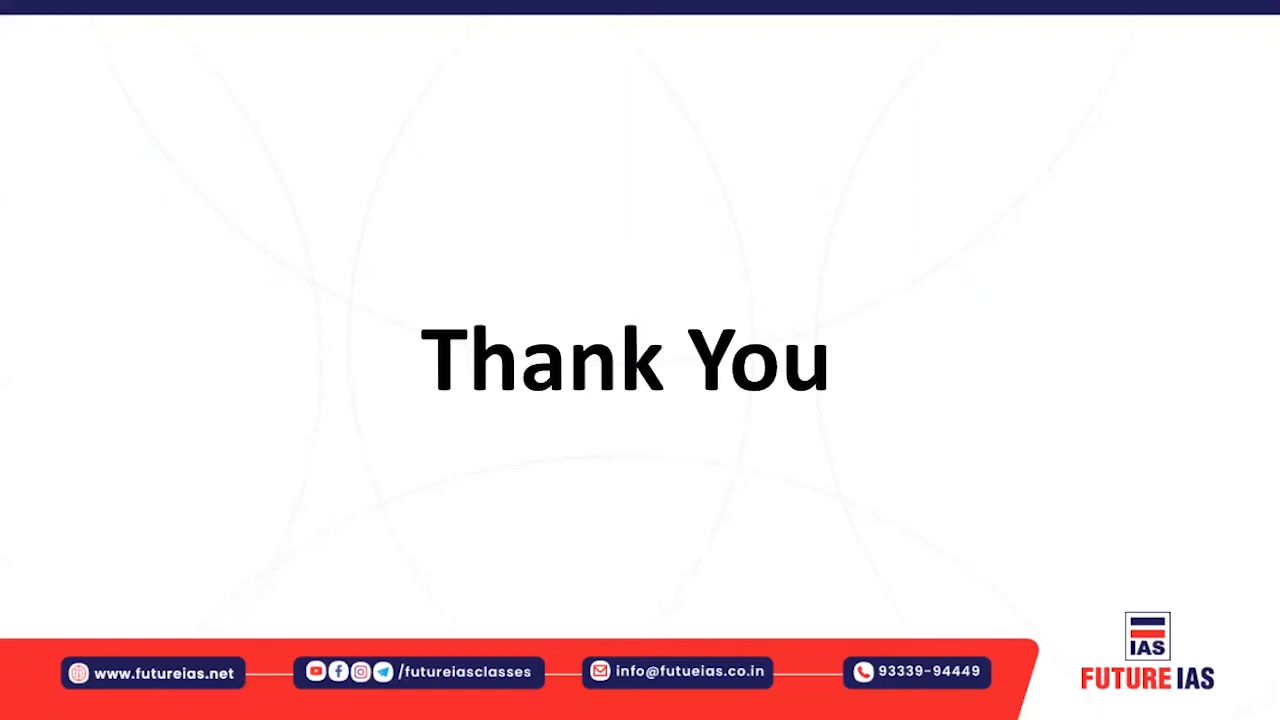 Thank You
www.futureias.net
/futureiasclasses
info@futueias.co.in
93339-94449
IAS
FUTURE IAS